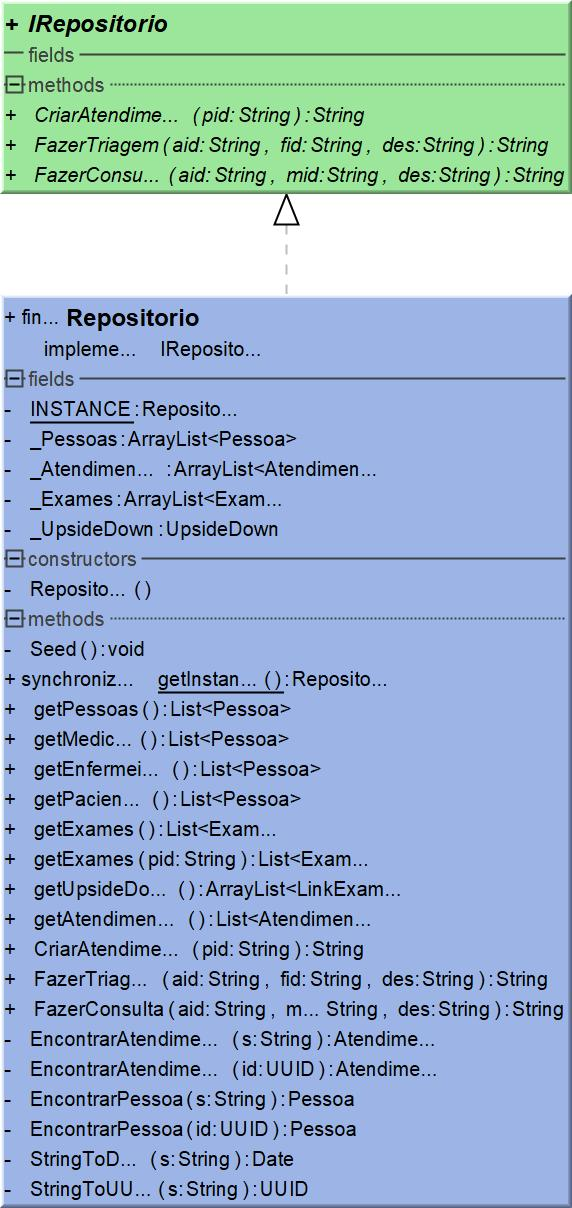 + IRepositorio
fields
methods
+ CriarAtendime... (pid: String) : String
+ FazerTriagem (aid: String, fid: String, des: String) : String
+ FazerConsu... (aid: String, mid: String, des: String) : String
+ fin... Repositorio
impleme... IReposito...
fields
- INSTANCE : Reposito...
- _Pessoas : ArrayList<Pessoa>
- _Atendimen... : ArrayList<Atendimen...
- _Exames : ArrayList<Exam...
- _UpsideDown : UpsideDown
constructors
- Reposito... ()
methods
- Seed () : void
+ synchroniz... getInstan... () : Reposito...
+ getPessoas () : List<Pessoa>
+ getMedic... () : List<Pessoa>
+ getEnfermei... () : List<Pessoa>
+ getPacien... () : List<Pessoa>
+ getExames () : List<Exam...
+ getExames (pid: String) : List<Exam...
+ getUpsideDo... () : ArrayList<LinkExam...
+ getAtendimen... () : List<Atendimen...
+ CriarAtendime... (pid: String) : String
+ FazerTriag... (aid: String, fid: String, des: String) : String
+ FazerConsulta (aid: String, m... String, des: String) : String
- EncontrarAtendime... (s: String) : Atendime...
- EncontrarAtendime... (id: UUID) : Atendime...
- EncontrarPessoa (s: String) : Pessoa
- EncontrarPessoa (id: UUID) : Pessoa
- StringToD... (s: String) : Date
- StringToUU... (s: String) : UUID